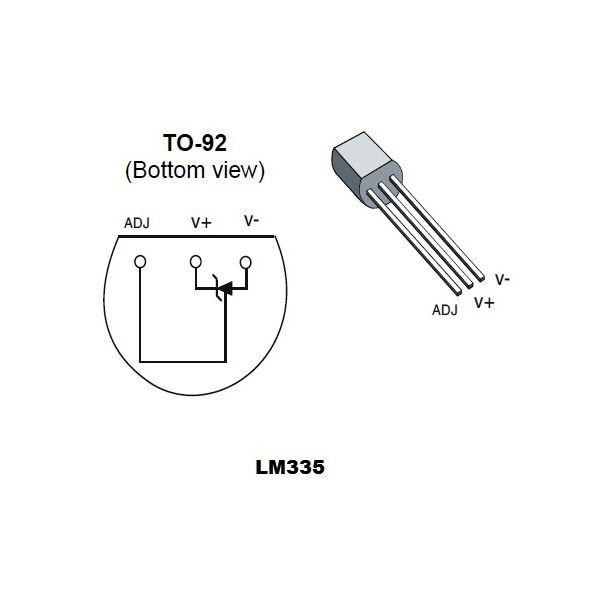 TO-92
(Bottom view)
ADJ V+ V-
V-
V+
ADJ
LM335